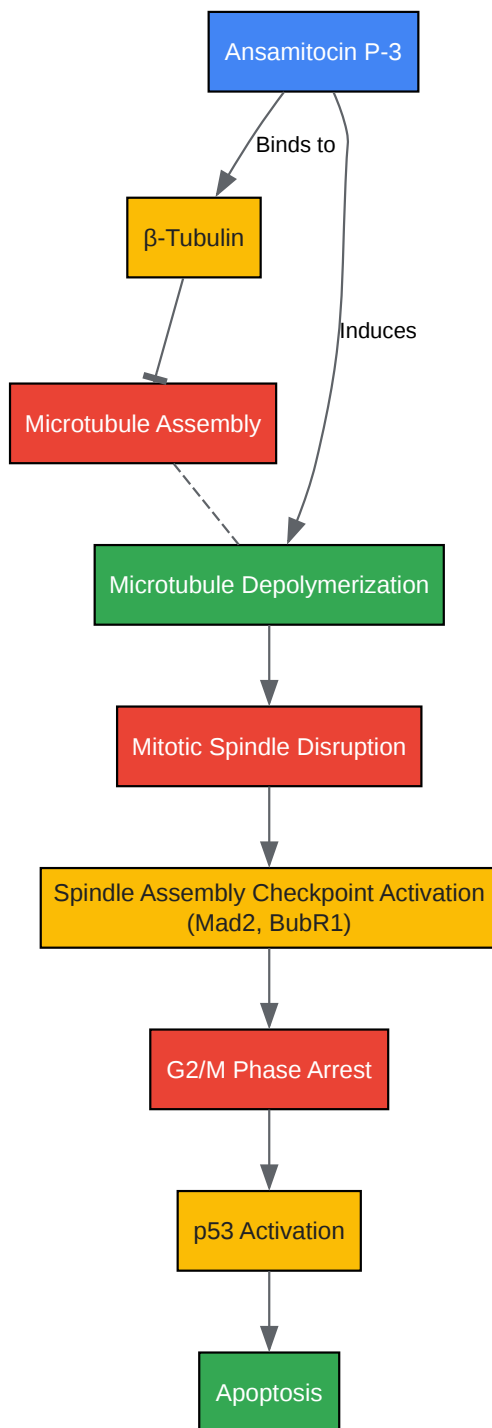 Ansamitocin P-3
Binds to
β-Tubulin
Induces
Microtubule Assembly
Microtubule Depolymerization
Mitotic Spindle Disruption
Spindle Assembly Checkpoint Activation
(Mad2, BubR1)
G2/M Phase Arrest
p53 Activation
Apoptosis